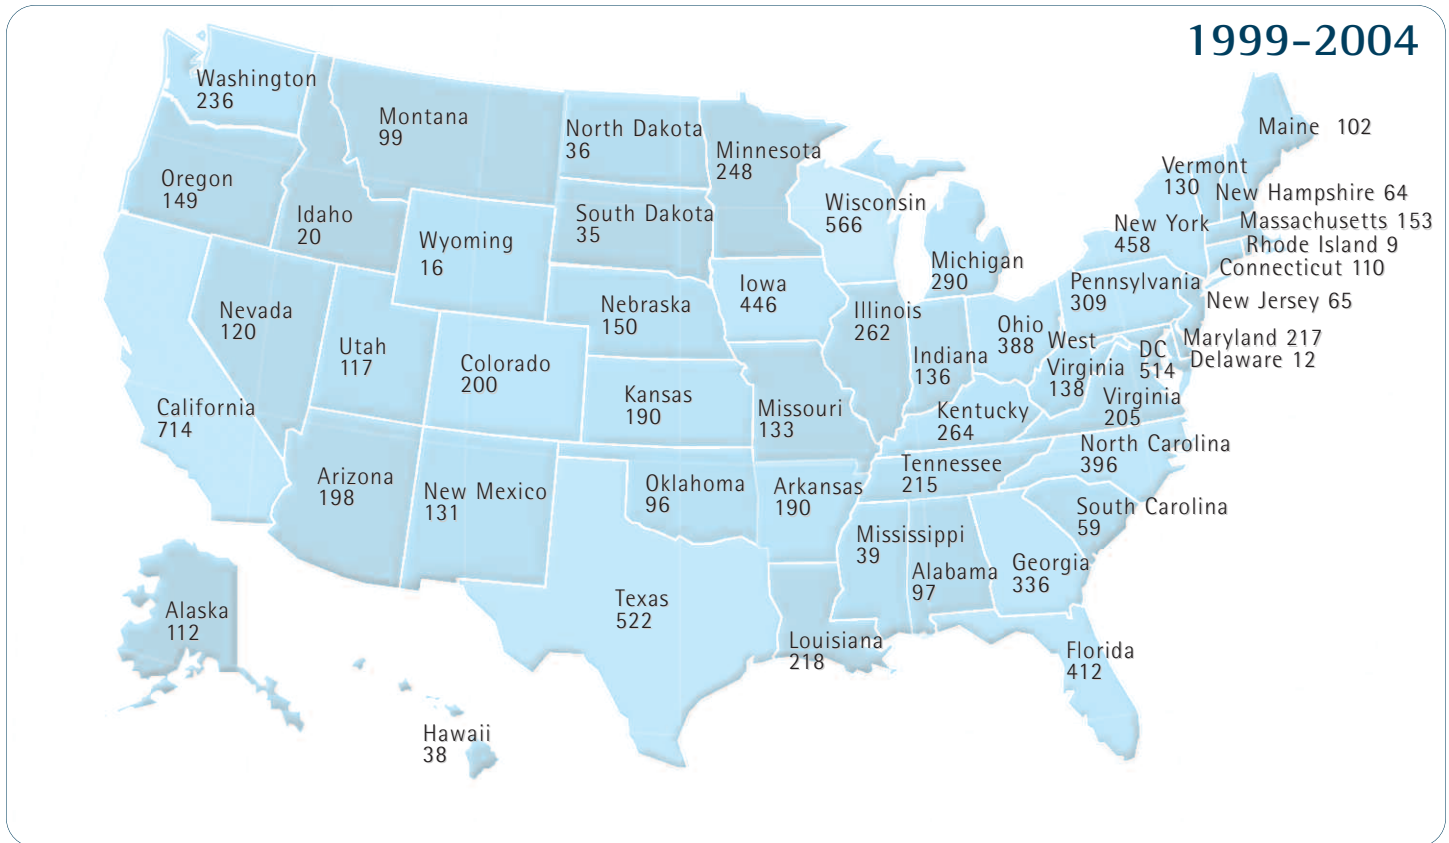 1999-2004
Washington
236
Montana
99
North Dakota
36
Minnesota
248
Maine 102
Oregon
149
Idaho
20
South Dakota
35
Wisconsin
566
Vermont
130
New Hampshire 64
Massachusetts 153
Rhode Island 9
Connecticut 110
New York
458
Wyoming
16
Michigan
290
Pennsylvania
309
New Jersey 65
Nevada
120
Utah
117
Colorado
200
Nebraska
150
Iowa
446
Illinois
262
Indiana
136
Ohio
388
West
Virginia
138
DC
514
Maryland 217
Delaware 12
Virginia
205
California
714
Kansas
190
Missouri
133
Kentucky
264
North Carolina
396
Arizona
198
New Mexico
131
Oklahoma
96
Arkansas
190
Tennessee
215
South Carolina
59
Mississippi
39
Alabama
97
Georgia
336
Texas
522
Louisiana
218
Florida
412
Alaska
112
Hawaii
38